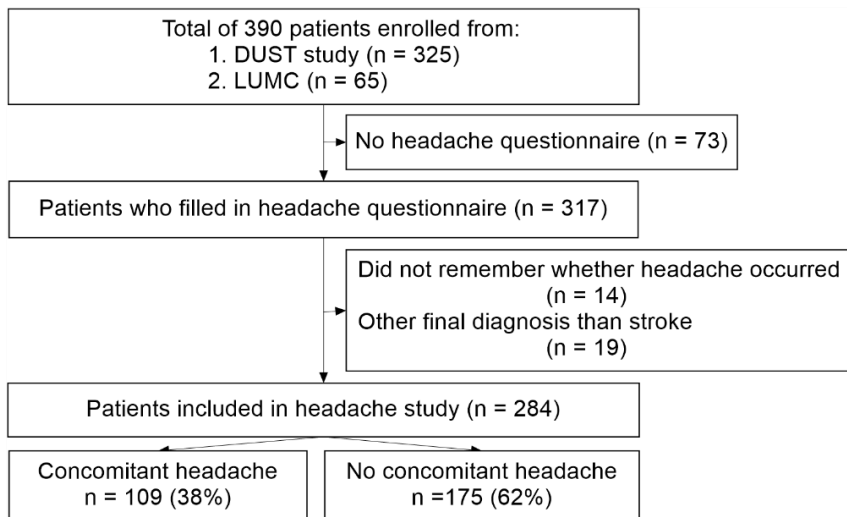 Total of 390 patients enrolled from:
1. DUST study (n = 325)
2. LUMC (n = 65)
No headache questionnaire (n = 73)
Patients who filled in headache questionnaire (n = 317)
Did not remember whether headache occurred
(n = 14)
Other final diagnosis than stroke
(n = 19)
Patients included in headache study (n = 284)
Concomitant headache
n = 109 (38%)
No concomitant headache
n =175 (62%)